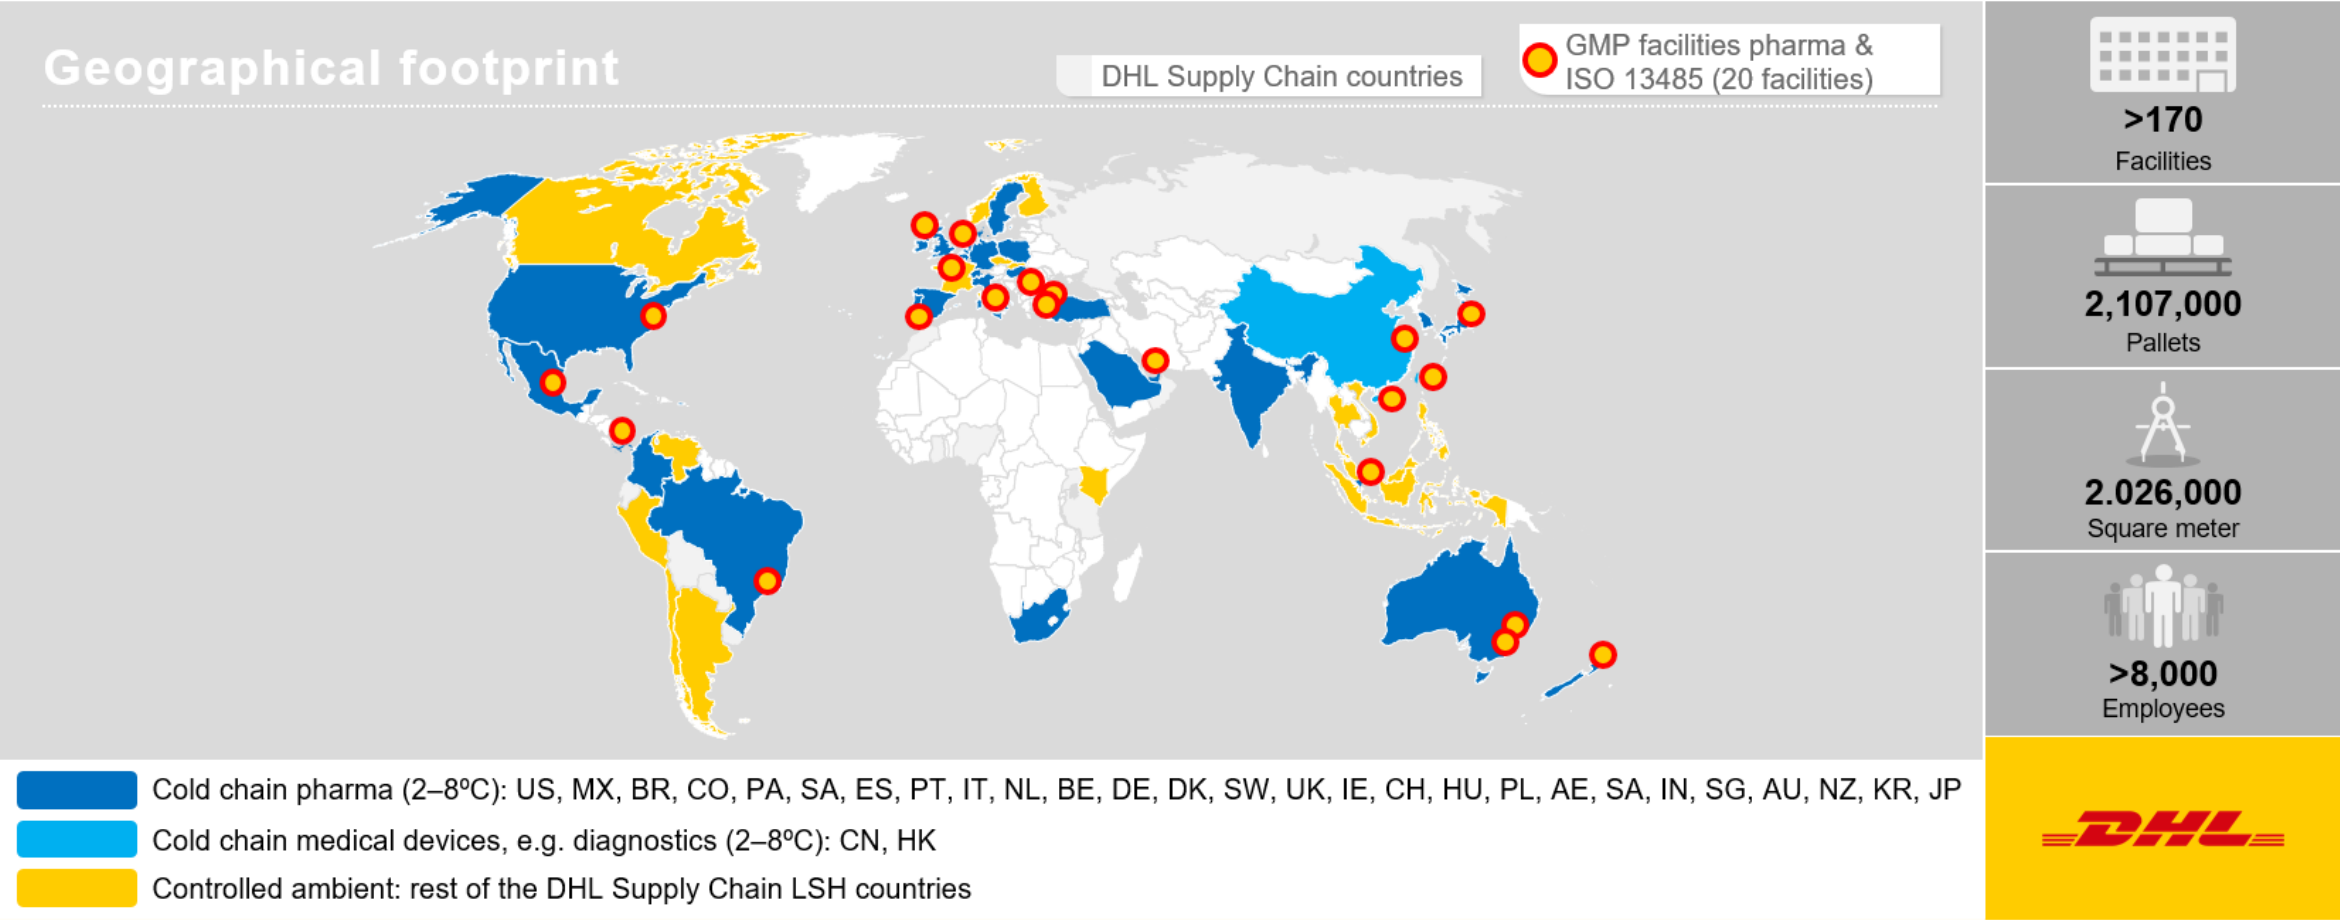 Geographical footprint
DHL Supply Chain countries
GMP facilities pharma &
ISO 13485 (20 facilities)
>170
Facilities
2,107,000
Pallets
2.026,000
Square meter
>8,000
Employees
Cold chain pharma (2–8ºC): US, MX, BR, CO, PA, SA, ES, PT, IT, NL, BE, DE, DK, SW, UK, IE, CH, HU, PL, AE, SA, IN, SG, AU, NZ, KR, JP
Cold chain medical devices, e.g. diagnostics (2–8ºC): CN, HK
Controlled ambient: rest of the DHL Supply Chain LSH countries
DHL